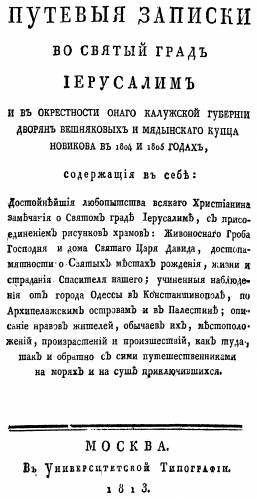 ПУТЕВЫЯ ЗАПИСКИ
ВО СВЯТЫЙ ГРАДЪ
ІЕРУСАЛИМЪ
И ВЪ ОКРЕСТНОСТИ ОНАГО КАЛУЖСКОЙ ГУБЕРНІИ
ДВОРЯНЪ ВЕШНЯКОВЫХЪ И МЯДЫНСКАГО КУПЦА
НОВИКОВА ВЪ 1804 И 1805 ГОДАХЪ,
СОДЕРЖАЩІЯ ВЪ СЕБѢ:
Достойнѣйшія любопытства всякаго Христіанина
замѣчагія о Святомъ градѣ Іерусалимѣ, съ присо-
единеніемъ рисунковъ храмовъ: Живоноснаго Гроба
Господня и дома Святаго Царя Давида, достопа-
мятности о Святыхъ мѣстахъ рожденія, жизни и
страданія Спасителя нашего; учиненныя наблюде-
нія отъ города Одессы въ Константинополь, по
Архипелажскимъ островамъ и въ Палестинѣ; опи-
саніе нравовъ жителей, обычаевъ ихъ, мѣстополо-
женій, произрастѣній и произшествій, какъ туда,
такъ и обратно съ сими путешественниками
на моряхъ и на сушѣ приключившихся.
МОСКВА.
Въ Университетской Типографіи.
1813.